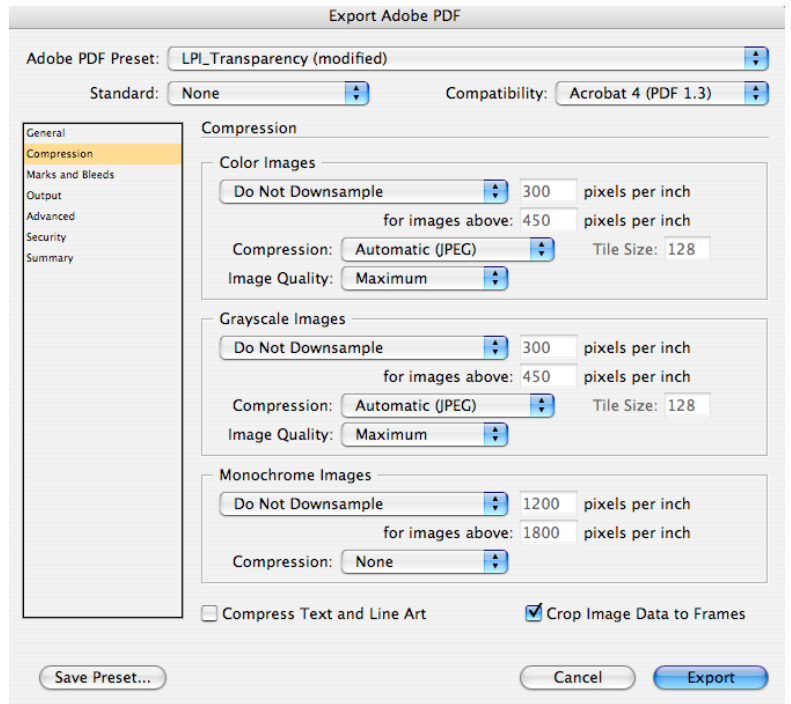 Export Adobe PDF
Adobe PDF Preset: LPI_Transparency (modified)
Standard: None Compatibility: Acrobat 4 (PDF 1.3)
General
Compression
Marks and Bleeds
Output
Advanced
Security
Summary
Compression
Color Images
Do Not Downsample 300 pixels per inch
for images above: 450 pixels per inch
Compression: Automatic (JPEG) Tile Size: 128
Image Quality: Maximum
Grayscale Images
Do Not Downsample 300 pixels per inch
for images above: 450 pixels per inch
Compression: Automatic (JPEG) Tile Size: 128
Image Quality: Maximum
Monochrome Images
Do Not Downsample 1200 pixels per inch
for images above: 1800 pixels per inch
Compression: None
Compress Text and Line Art Crop Image Data to Frames
Save Preset... Cancel Export